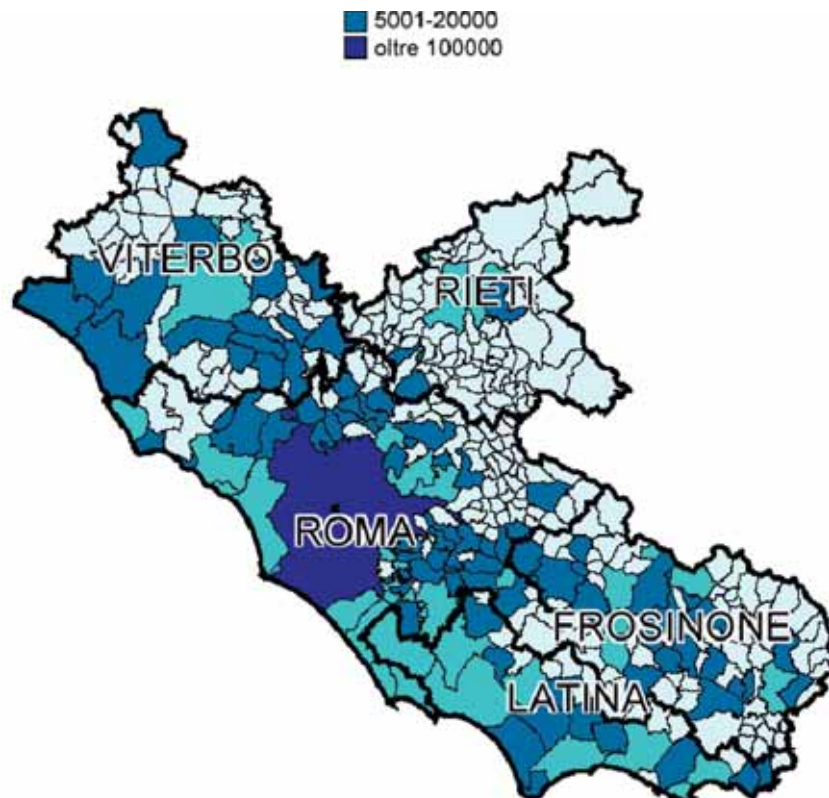 5001-20000
oltre 100000
VITERBO
RIETI
ROMA
FROSINONE
LATINA